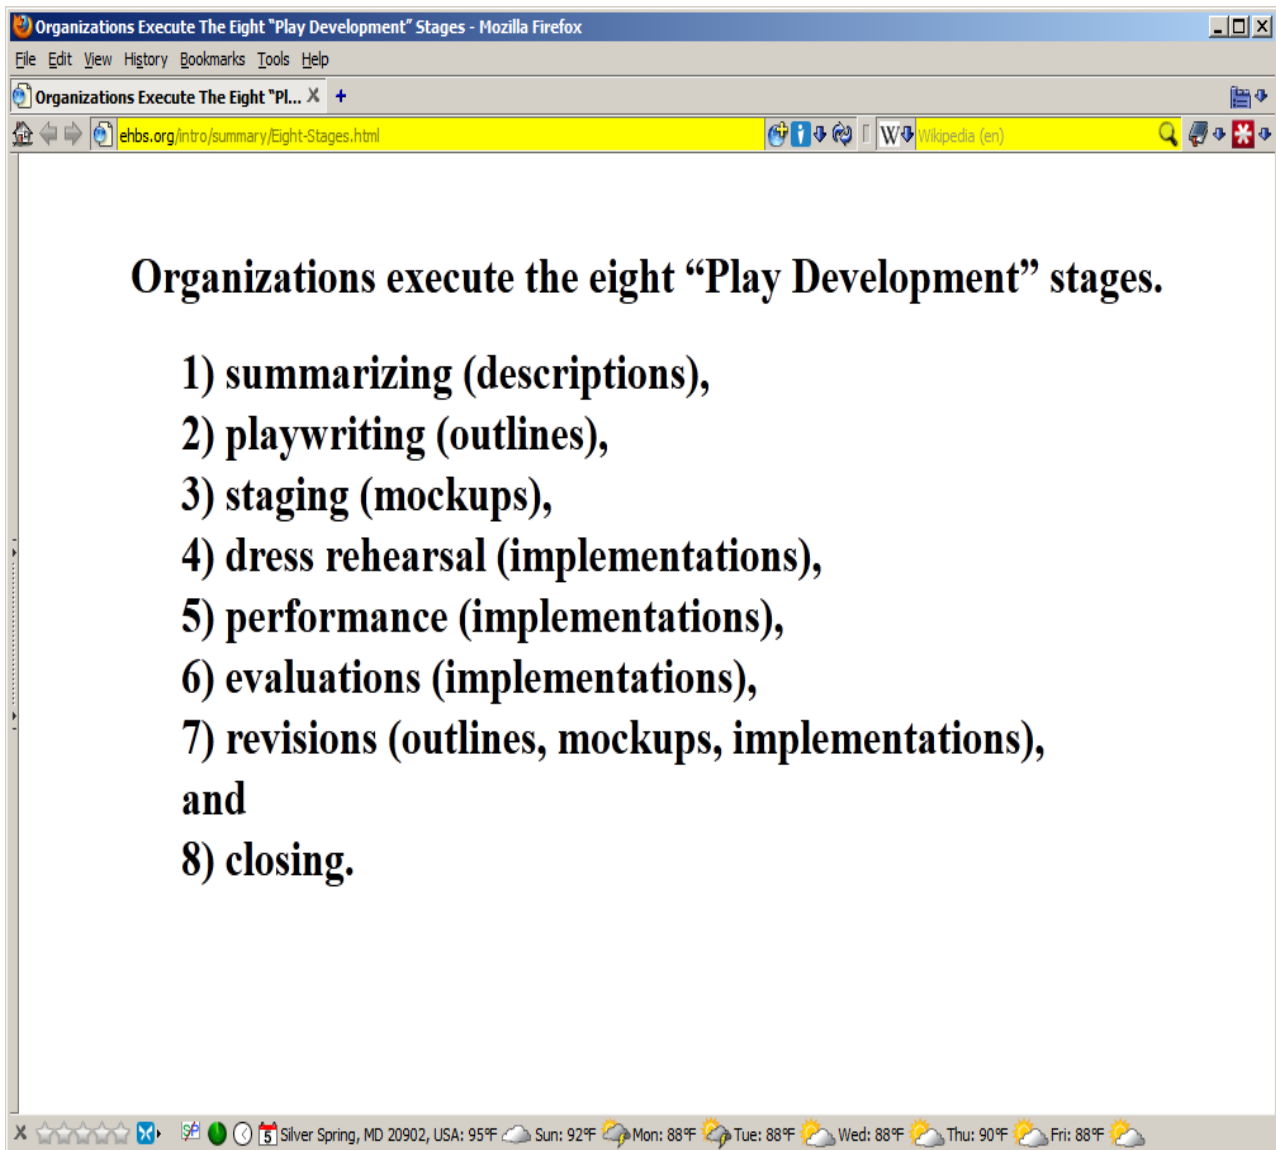 Organizations Execute The Eight "Play Development" Stages - Mozilla Firefox
File Edit View History Bookmarks Tools Help
Organizations Execute The Eight "Pl... X +
ehbs.org/intro/summary/Eight-Stages.html W Wikipedia (en)
Organizations execute the eight “Play Development” stages.
1) summarizing (descriptions),
2) playwriting (outlines),
3) staging (mockups),
4) dress rehearsal (implementations),
5) performance (implementations),
6) evaluations (implementations),
7) revisions (outlines, mockups, implementations),
and
8) closing.
X SP 5 Silver Spring, MD 20902, USA: 95°F Sun: 92°F Mon: 88°F Tue: 88°F Wed: 88°F Thu: 90°F Fri: 88°F